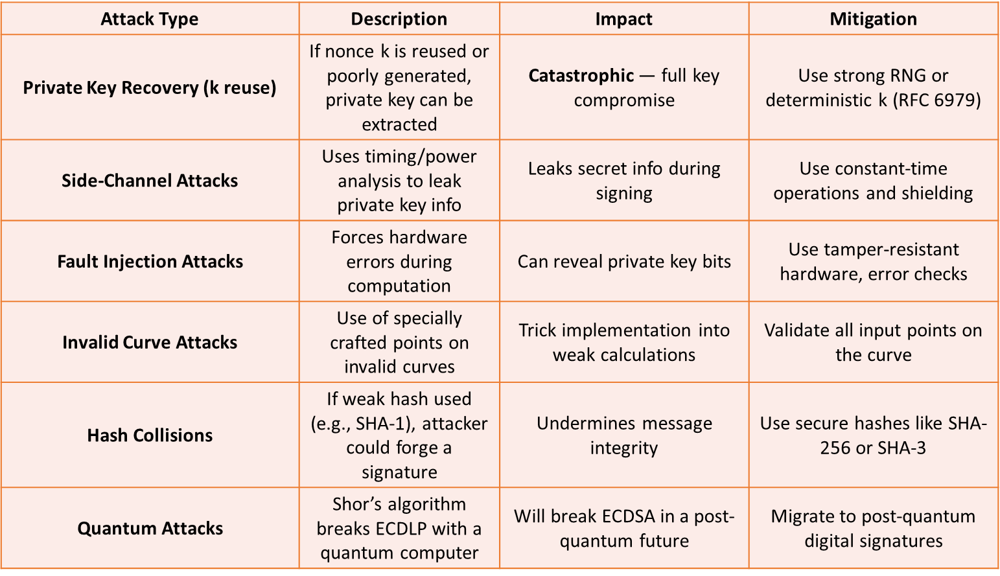 Attack Type
Description
Impact
Mitigation
Private Key Recovery (k reuse)
If nonce k is reused or
poorly generated,
private key can be
extracted
Catastrophic — full key
compromise
Use strong RNG or
deterministic k (RFC 6979)
Side-Channel Attacks
Uses timing/power
analysis to leak
private key info
Leaks secret info during
signing
Use constant-time
operations and shielding
Fault Injection Attacks
Forces hardware
errors during
computation
Can reveal private key bits
Use tamper-resistant
hardware, error checks
Invalid Curve Attacks
Use of specially
crafted points on
invalid curves
Trick implementation into
weak calculations
Validate all input points on
the curve
Hash Collisions
If weak hash used
(e.g., SHA-1), attacker
could forge a
signature
Undermines message
integrity
Use secure hashes like SHA-
256 or SHA-3
Quantum Attacks
Shor’s algorithm
breaks ECDLP with a
quantum computer
Will break ECDSA in a post-
quantum future
Migrate to post-quantum
digital signatures